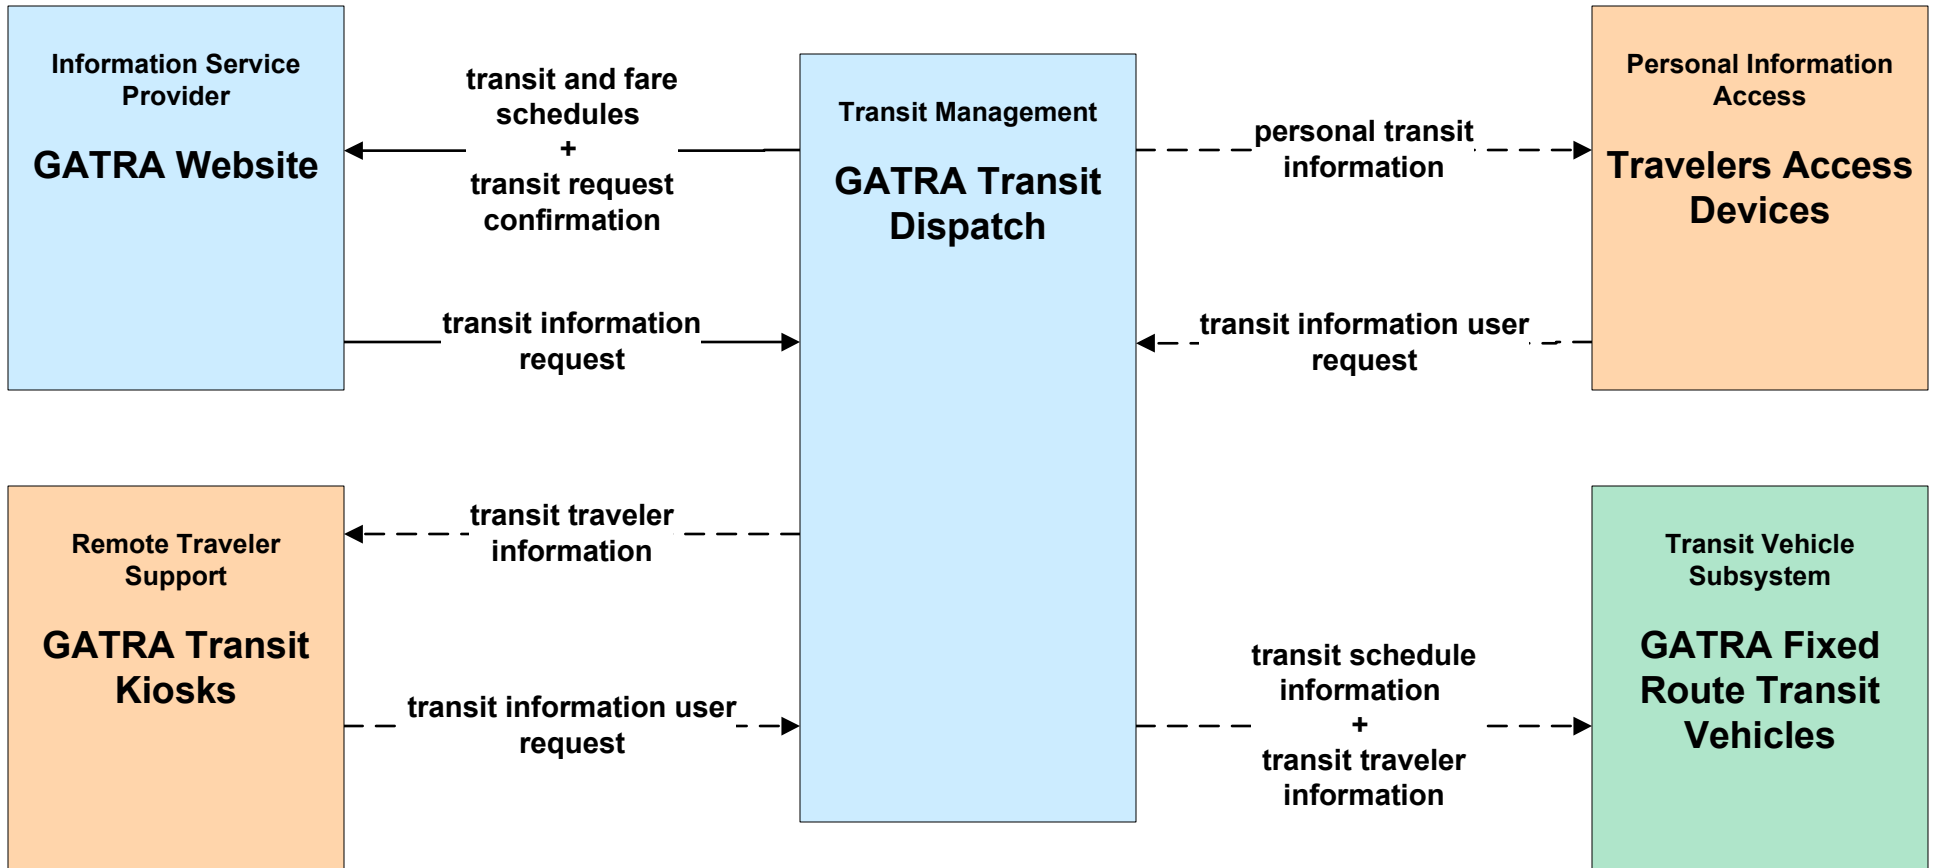 Information Service
Provider
GATRA Website
transit and fare
schedules
+
transit request
confirmation
transit information
request
Transit Management
GATRA Transit
Dispatch
personal transit
information
transit information user
request
Personal Information
Access
Travelers Access
Devices
Remote Traveler
Support
GATRA Transit
Kiosks
transit traveler
information
transit information user
request
transit schedule
information
+
transit traveler
information
Transit Vehicle
Subsystem
GATRA Fixed
Route Transit
Vehicles